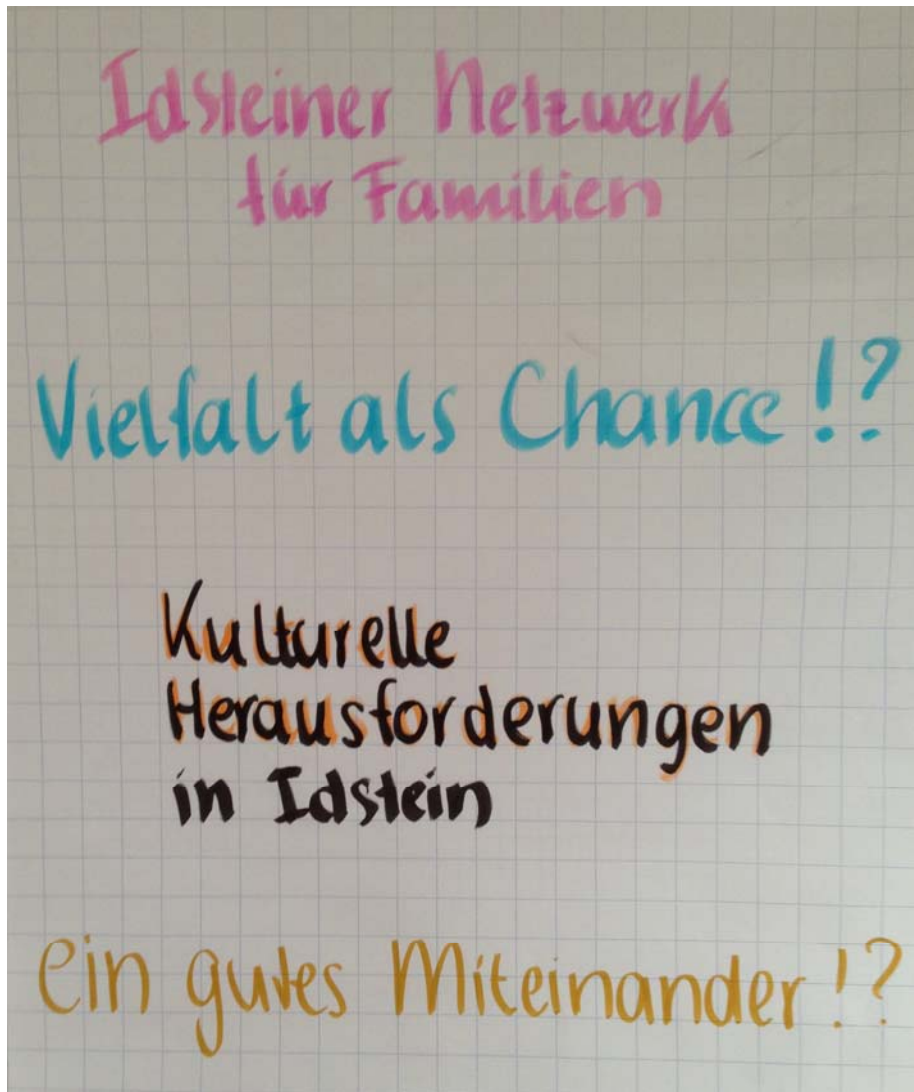 Idsteiner Netzwerk
für Familien
Vielfalt als Chance!?
Kulturelle
Herausforderungen
in Idstein
ein gutes Miteinander!?